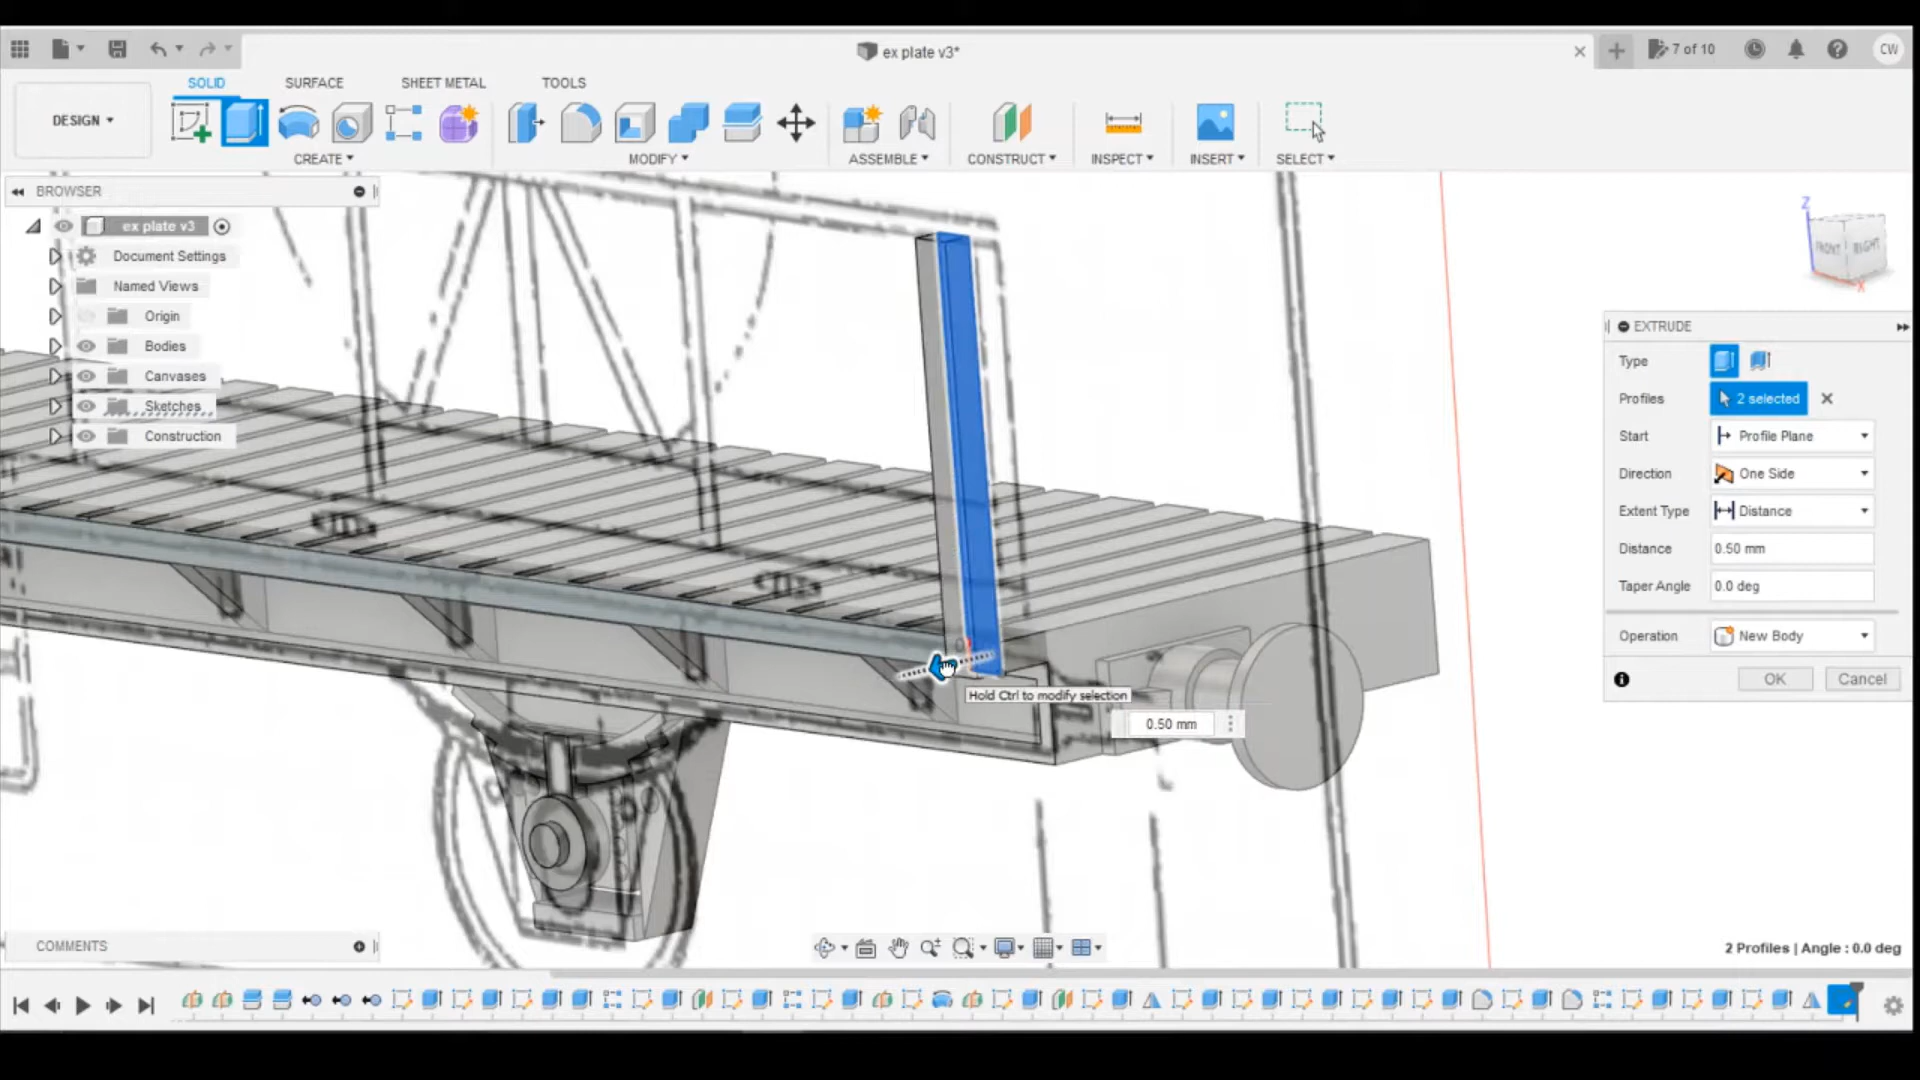 ex plate v3*
7 of 10
CW
DESIGN
SOLID
SURFACE
SHEET METAL
TOOLS
CREATE
MODIFY
ASSEMBLE
CONSTRUCT
INSPECT
INSERT
SELECT
BROWSER
ex plate v3
Document Settings
Named Views
Origin
Bodies
Canvases
Sketches
Construction
Z
FRONT
RIGHT
X
EXTRUDE
Type
Profiles
2 selected
Start
Profile Plane
Direction
One Side
Extent Type
Distance
Distance
0.50 mm
Taper Angle
0.0 deg
Operation
New Body
OK
Cancel
Hold Ctrl to modify selection
0.50 mm
COMMENTS
2 Profiles | Angle : 0.0 deg